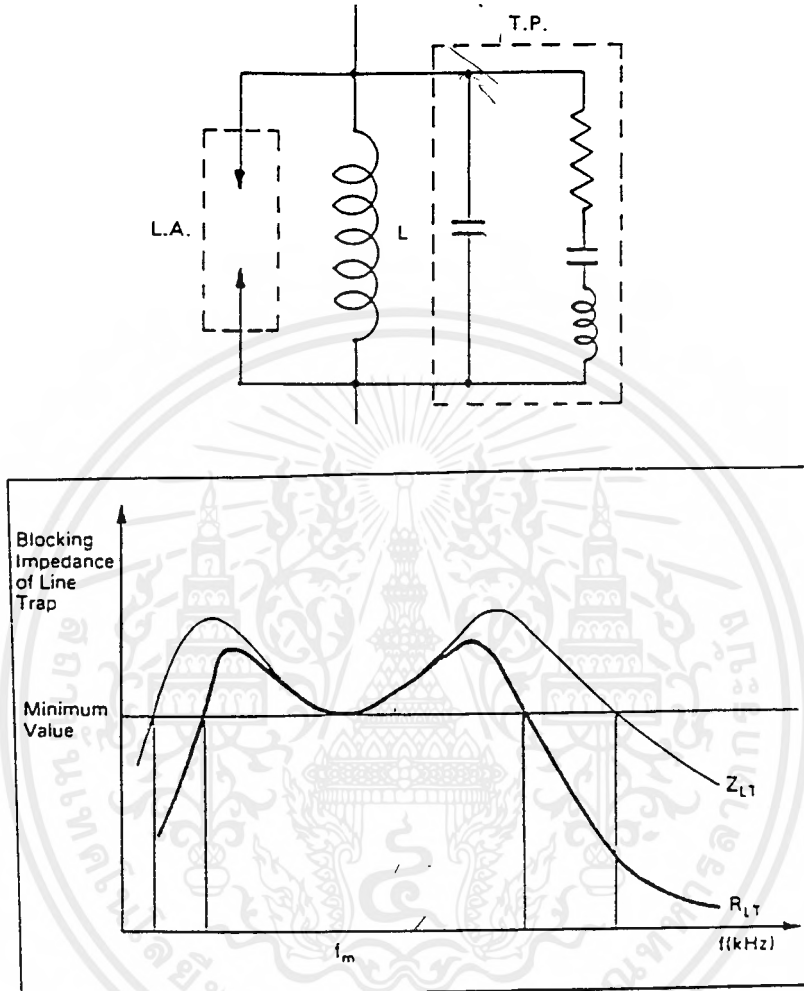 T.P.
L.A.
L
Blocking
Impedance
of Line
Trap
Minimum
Value
Z_LT
R_LT
f_m
f(kHz)